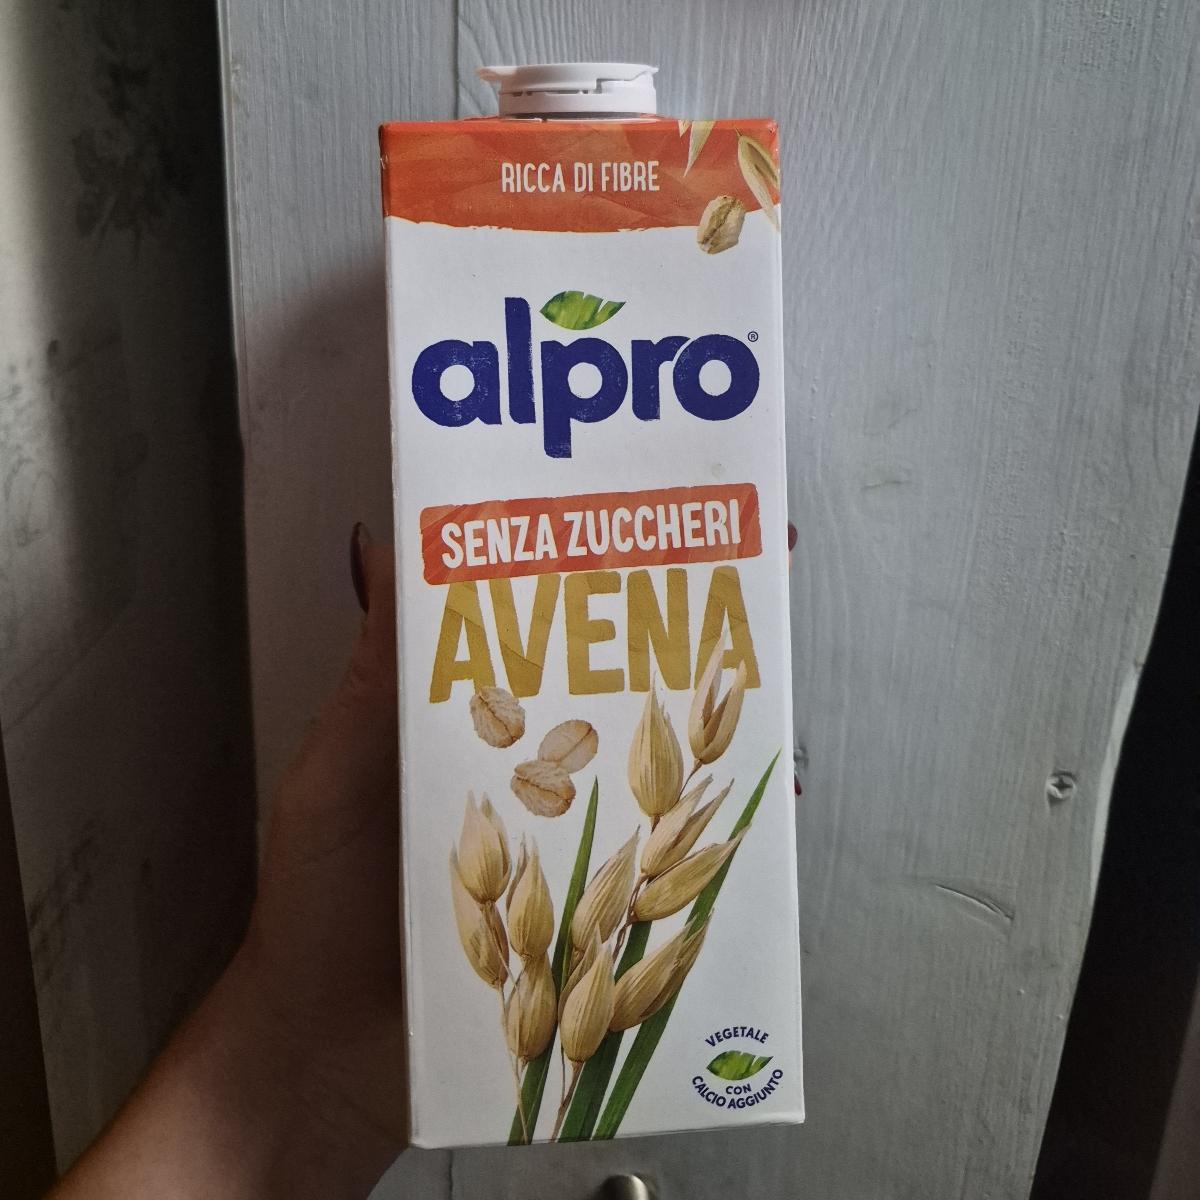 RICCA DI FIBRE
alpro®
SENZA ZUCCHERI
AVENA
VEGETALE
CON
CALCIO AGGIUNTO